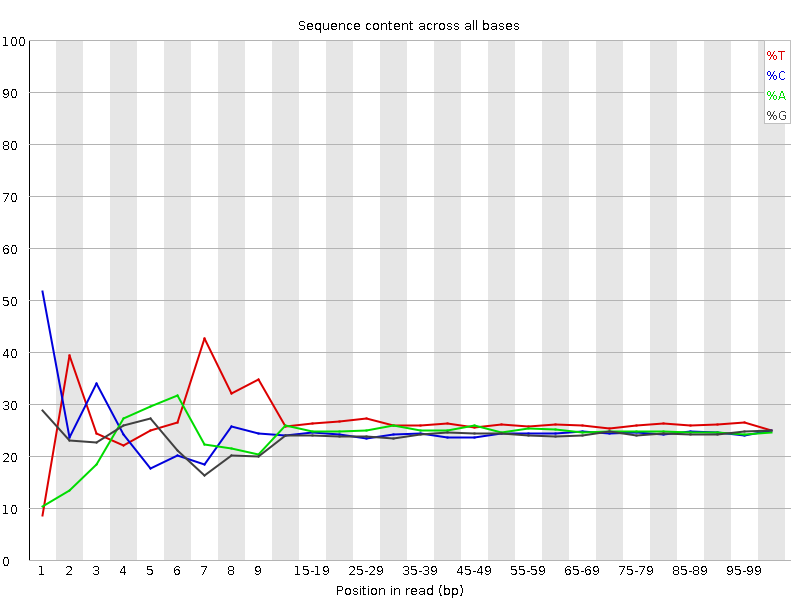 Sequence content across all bases
100
90
80
70
60
50
40
30
20
10
0
%T
%C
%A
%G
1 2 3 4 5 6 7 8 9 15-19 25-29 35-39 45-49 55-59 65-69 75-79 85-89 95-99
Position in read (bp)